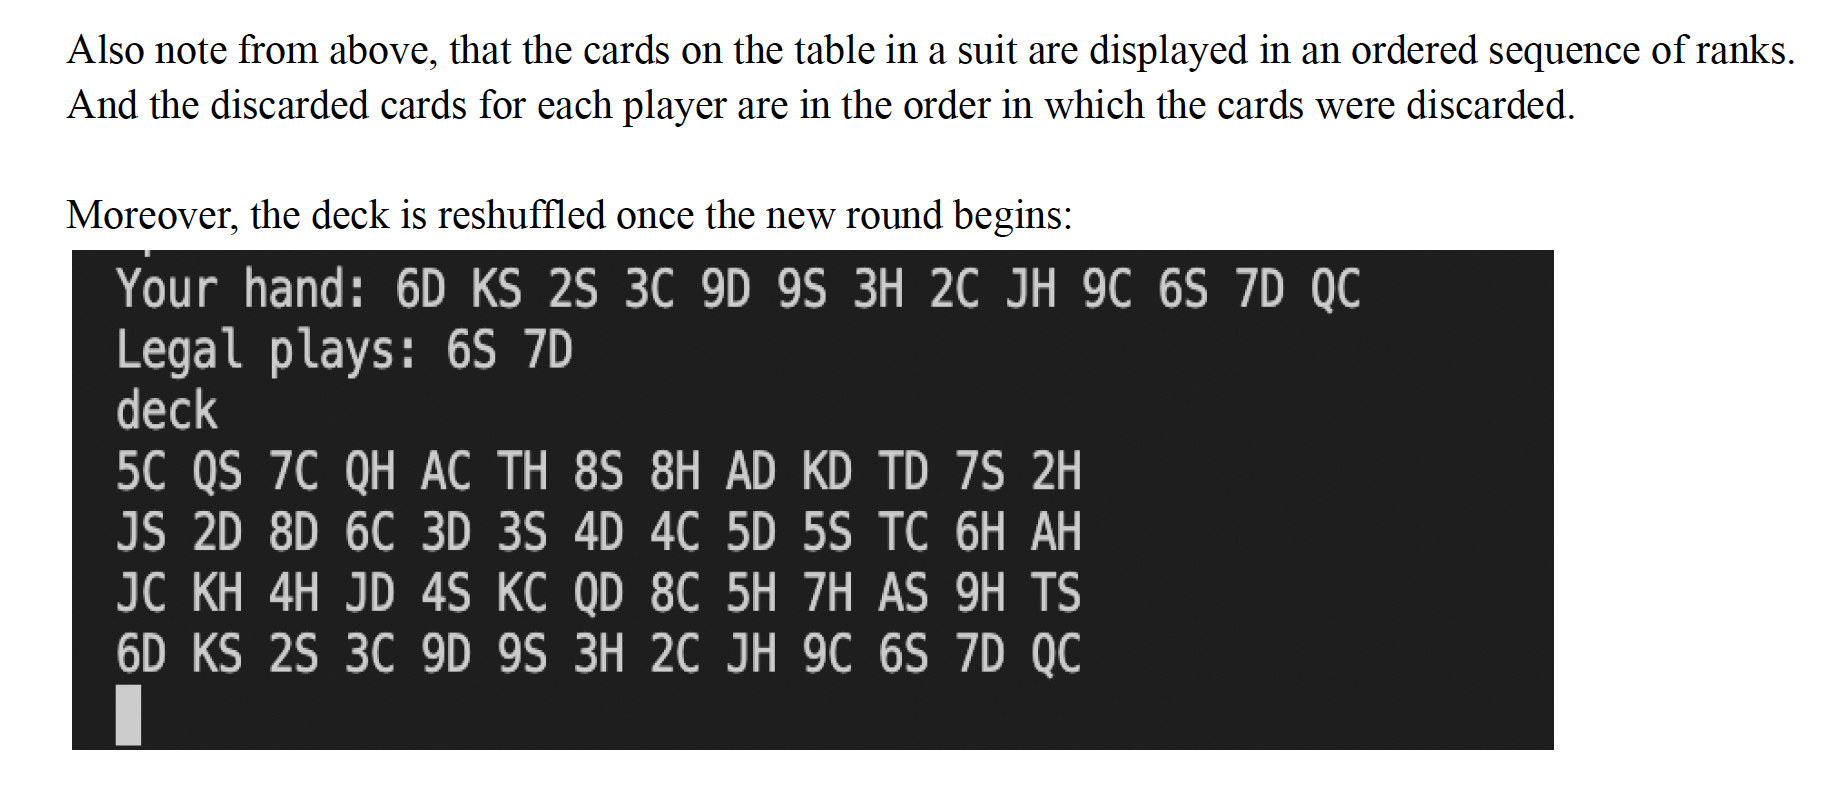 Also note from above, that the cards on the table in a suit are displayed in an ordered sequence of ranks.
And the discarded cards for each player are in the order in which the cards were discarded.
Moreover, the deck is reshuffled once the new round begins:
Your hand: 6D KS 2S 3C 9D 9S 3H 2C JH 9C 6S 7D QC
Legal plays: 6S 7D
deck
5C QS 7C QH AC TH 8S 8H AD KD TD 7S 2H
JS 2D 8D 6C 3D 3S 4D 4C 5D 5S TC 6H AH
JC KH 4H JD 4S KC QD 8C 5H 7H AS 9H TS
6D KS 2S 3C 9D 9S 3H 2C JH 9C 6S 7D QC